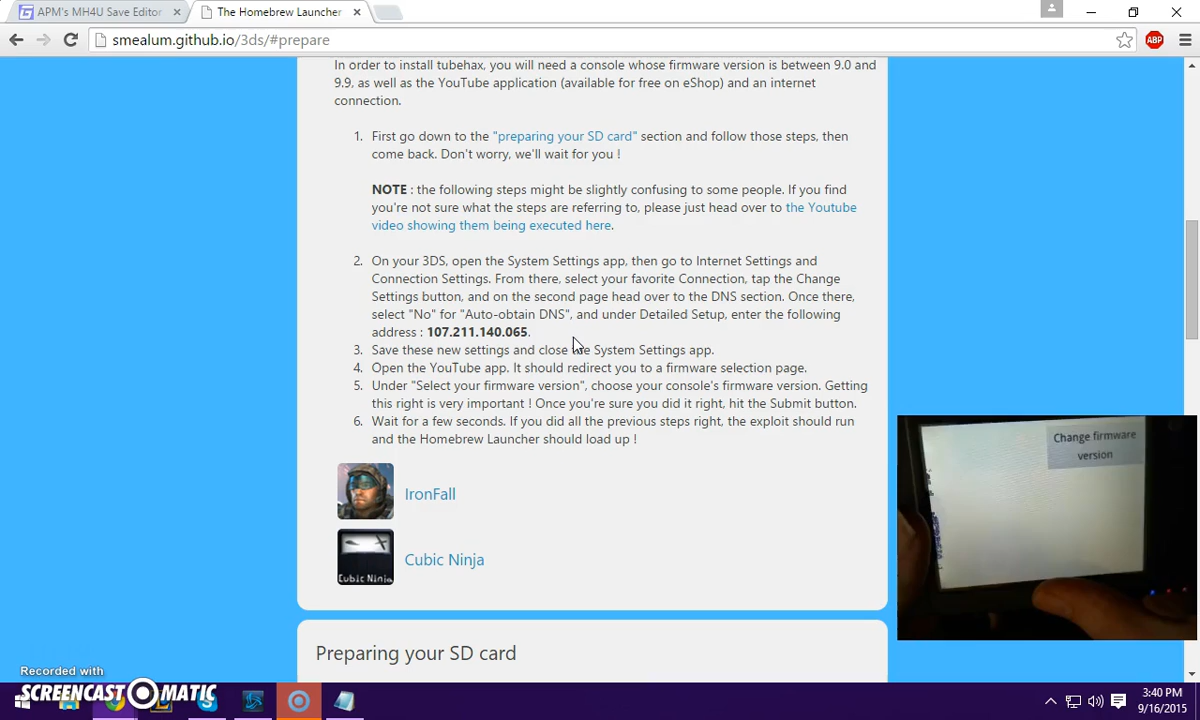 APM's MH4U Save Editor
The Homebrew Launcher
smealum.github.io/3ds/#prepare
ABP
In order to install tubehax, you will need a console whose firmware version is between 9.0 and
9.9, as well as the YouTube application (available for free on eShop) and an internet
connection.
1. First go down to the "preparing your SD card" section and follow those steps, then
come back. Don't worry, we'll wait for you !
NOTE : the following steps might be slightly confusing to some people. If you find
you're not sure what the steps are referring to, please just head over to the Youtube
video showing them being executed here.
2. On your 3DS, open the System Settings app, then go to Internet Settings and
Connection Settings. From there, select your favorite Connection, tap the Change
Settings button, and on the second page head over to the DNS section. Once there,
select "No" for "Auto-obtain DNS", and under Detailed Setup, enter the following
address : 107.211.140.065.
3. Save these new settings and close the System Settings app.
4. Open the YouTube app. It should redirect you to a firmware selection page.
5. Under "Select your firmware version", choose your console's firmware version. Getting
this right is very important ! Once you're sure you did it right, hit the Submit button.
6. Wait for a few seconds. If you did all the previous steps right, the exploit should run
and the Homebrew Launcher should load up !
Change firmware
version
IronFall
Cubic Ninja
Cubic Ninja
Preparing your SD card
Recorded with
SCREENCAST-O-MATIC
3:40 PM
9/16/2015